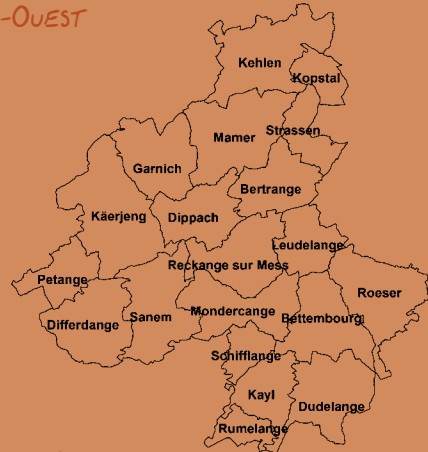 -OUEST
Kehlen
Kopstal
Mamer
Strassen
Garnich
Bertrange
Käerjeng
Dippach
Leudelange
Reckange sur Mess
Petange
Roeser
Mondercange
Differdange
Sanem
Bettembourg
Schifflange
Kayl
Dudelange
Rumelange